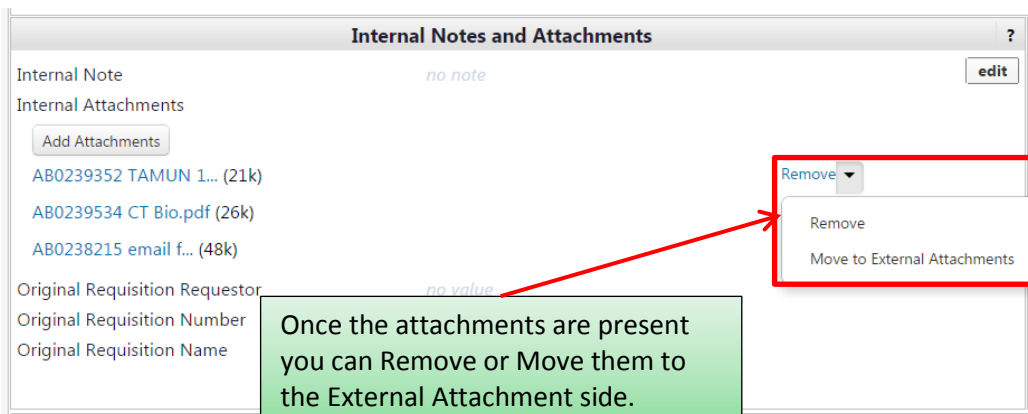 Internal Notes and Attachments ?
Internal Note no note edit
Internal Attachments
Add Attachments
AB0239352 TAMUN 1... (21k) Remove
AB0239534 CT Bio.pdf (26k) Remove
AB0238215 email f... (48k) Move to External Attachments
Original Requisition Requestor no value
Original Requisition Number
Original Requisition Name
Once the attachments are present
you can Remove or Move them to
the External Attachment side.